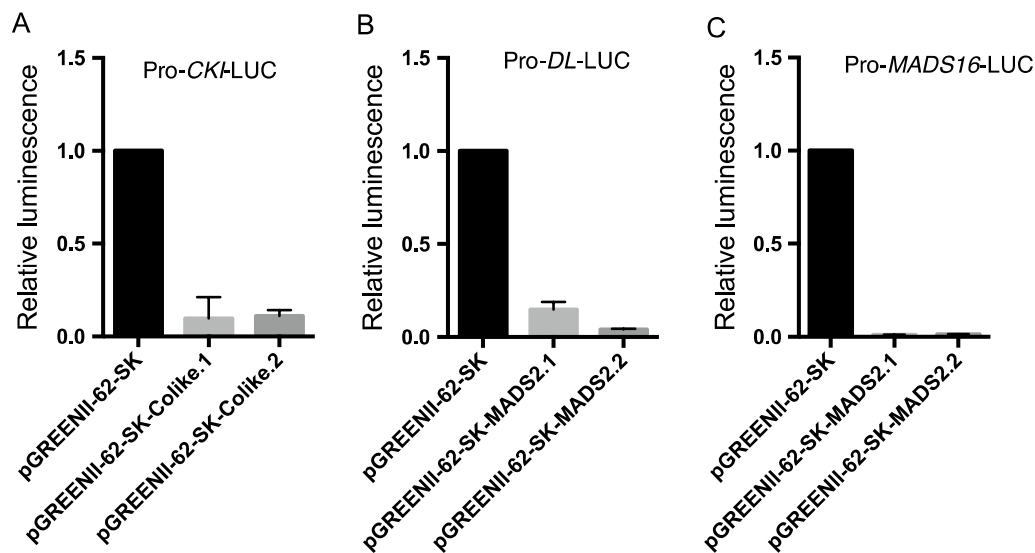 A
Relative luminescence
1.5
1.0
0.5
0.0
Pro-CKI-LUC
pGREENII-62-SK
pGREENII-62-SK-Colike.1
pGREENII-62-SK-Colike.2
B
Relative luminescence
1.5
1.0
0.5
0.0
Pro-DL-LUC
pGREENII-62-SK
pGREENII-62-SK-MADS2.1
pGREENII-62-SK-MADS2.2
C
Relative luminescence
1.5
1.0
0.5
0.0
Pro-MADS16-LUC
pGREENII-62-SK
pGREENII-62-SK-MADS2.1
pGREENII-62-SK-MADS2.2